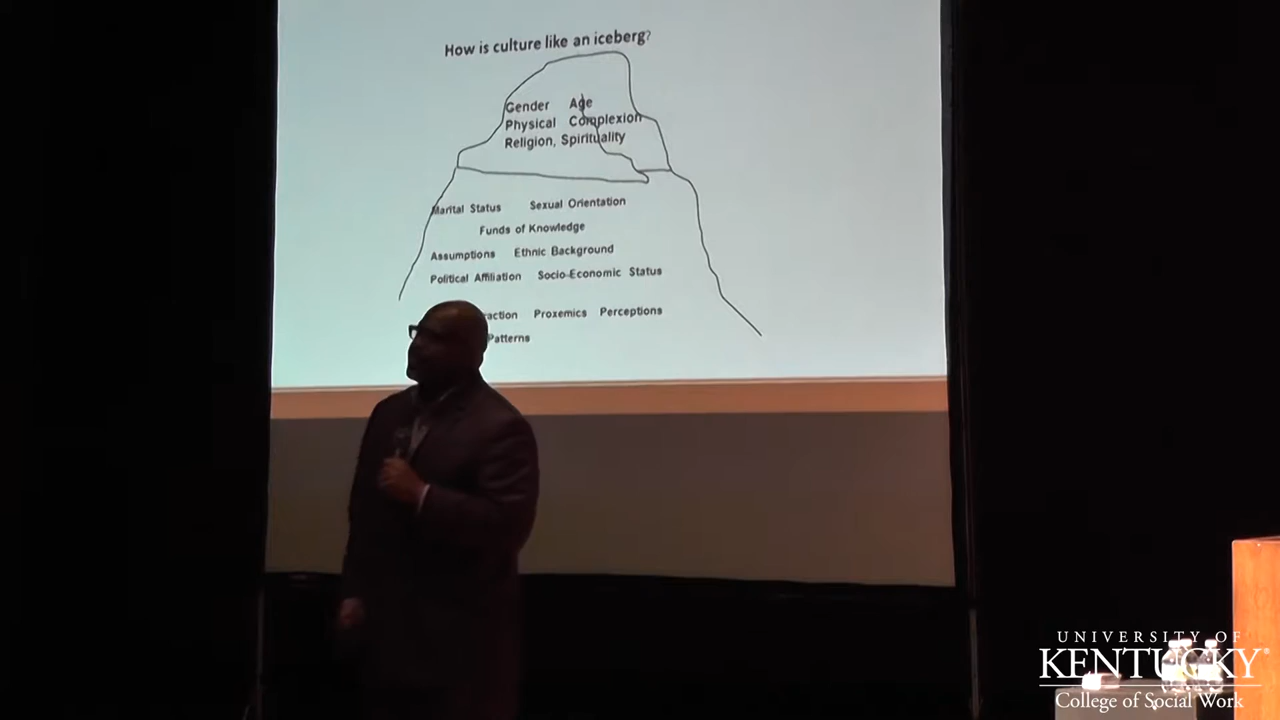 How is culture like an iceberg?
Gender Age
Physical Complexion
Religion, Spirituality
Marital Status Sexual Orientation
Funds of Knowledge
Assumptions Ethnic Background
Political Affiliation Socio-Economic Status
Proxemics Perceptions
Patterns
UNIVERSITY OF
KENTUCKY®
College of Social Work